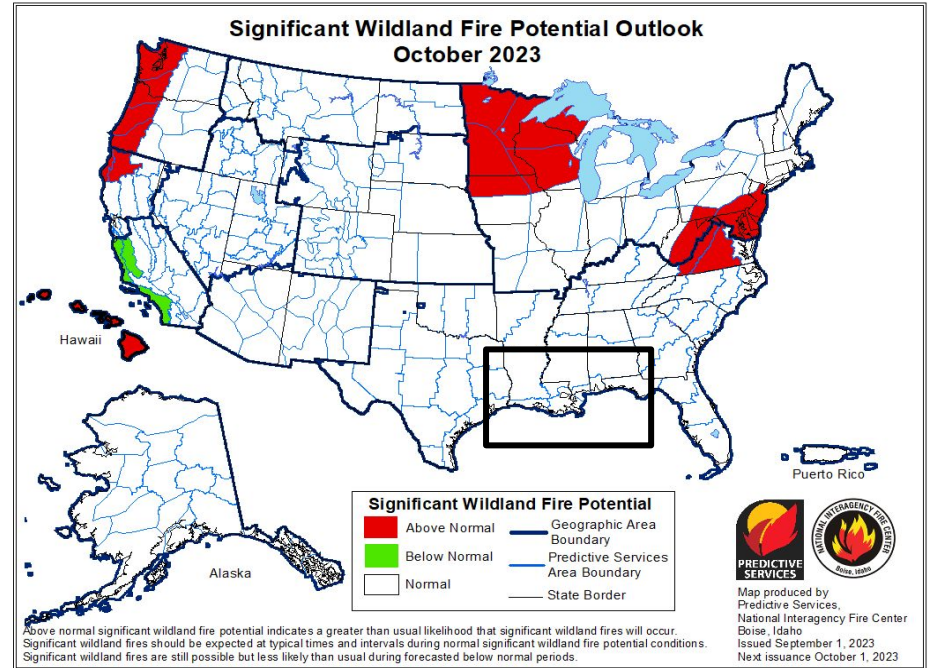 Significant Wildland Fire Potential Outlook
October 2023
Hawaii
Alaska
Puerto Rico
Significant Wildland Fire Potential
Above Normal
Below Normal
Normal
Geographic Area
Boundary
Predictive Services
Area Boundary
State Border
PREDICTIVE
SERVICES
NATIONAL INTERAGENCY FIRE CENTER
Boise, Idaho
Map produced by
Predictive Services,
National Interagency Fire Center
Boise, Idaho
Issued September 1, 2023
Next issuance October 1, 2023
Above normal significant wildland fire potential indicates a greater than usual likelihood that significant wildland fires will occur.
Significant wildland fires should be expected at typical times and intervals during normal significant wildland fire potential conditions.
Significant wildland fires are still possible but less likely than usual during forecasted below normal periods.